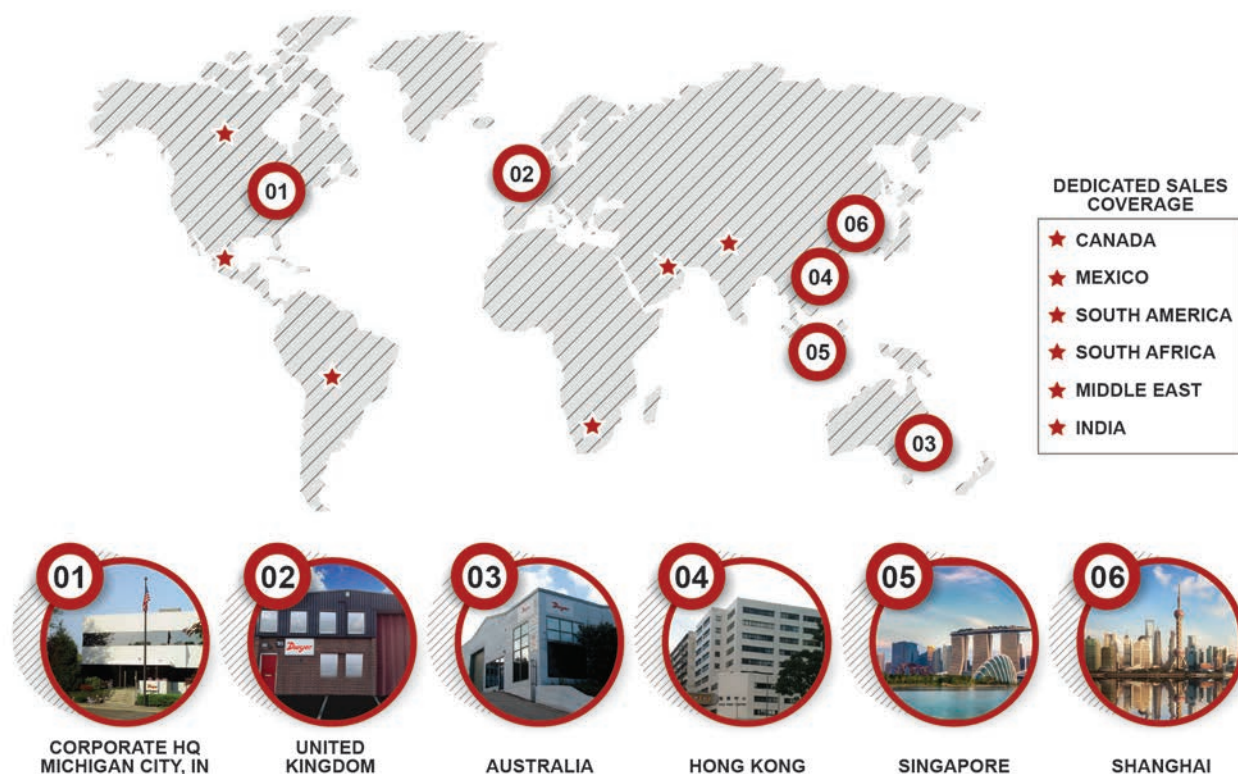 01
02
03
04
05
06
DEDICATED SALES
COVERAGE
CANADA
MEXICO
SOUTH AMERICA
SOUTH AFRICA
MIDDLE EAST
INDIA
01
02
03
04
05
06
Dwyer
CORPORATE HQ
MICHIGAN CITY, IN
UNITED
KINGDOM
AUSTRALIA
HONG KONG
SINGAPORE
SHANGHAI